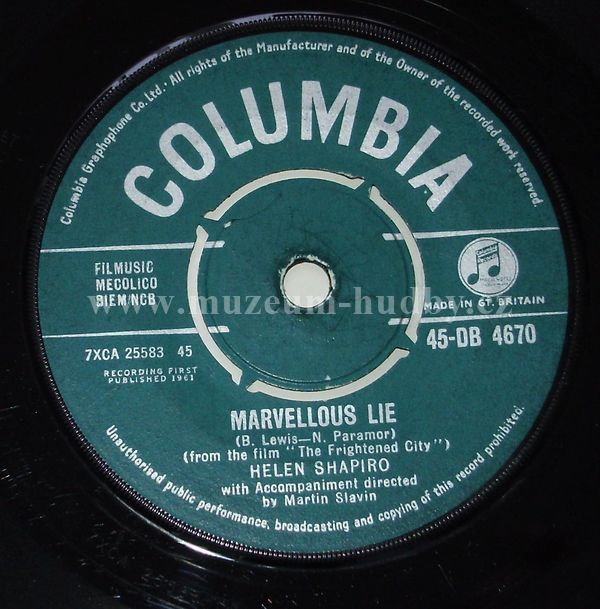 Columbia Graphophone Co. Ltd. · All rights of the Manufacturer and of the Owner of the recorded work reserved.
COLUMBIA
FILMUSIC
MECOLICO
BIEM/NCB
Columbia
Records
MADE IN GT. BRITAIN
www.muzeum-hudby.cz
7XCA 25583 45
45-DB 4670
RECORDING FIRST
PUBLISHED 1961
MARVELLOUS LIE
(B. Lewis—N. Paramor)
(from the film "The Frightened City")
HELEN SHAPIRO
with Accompaniment directed
by Martin Slavin
Unauthorised public performance, broadcasting and copying of this record prohibited.